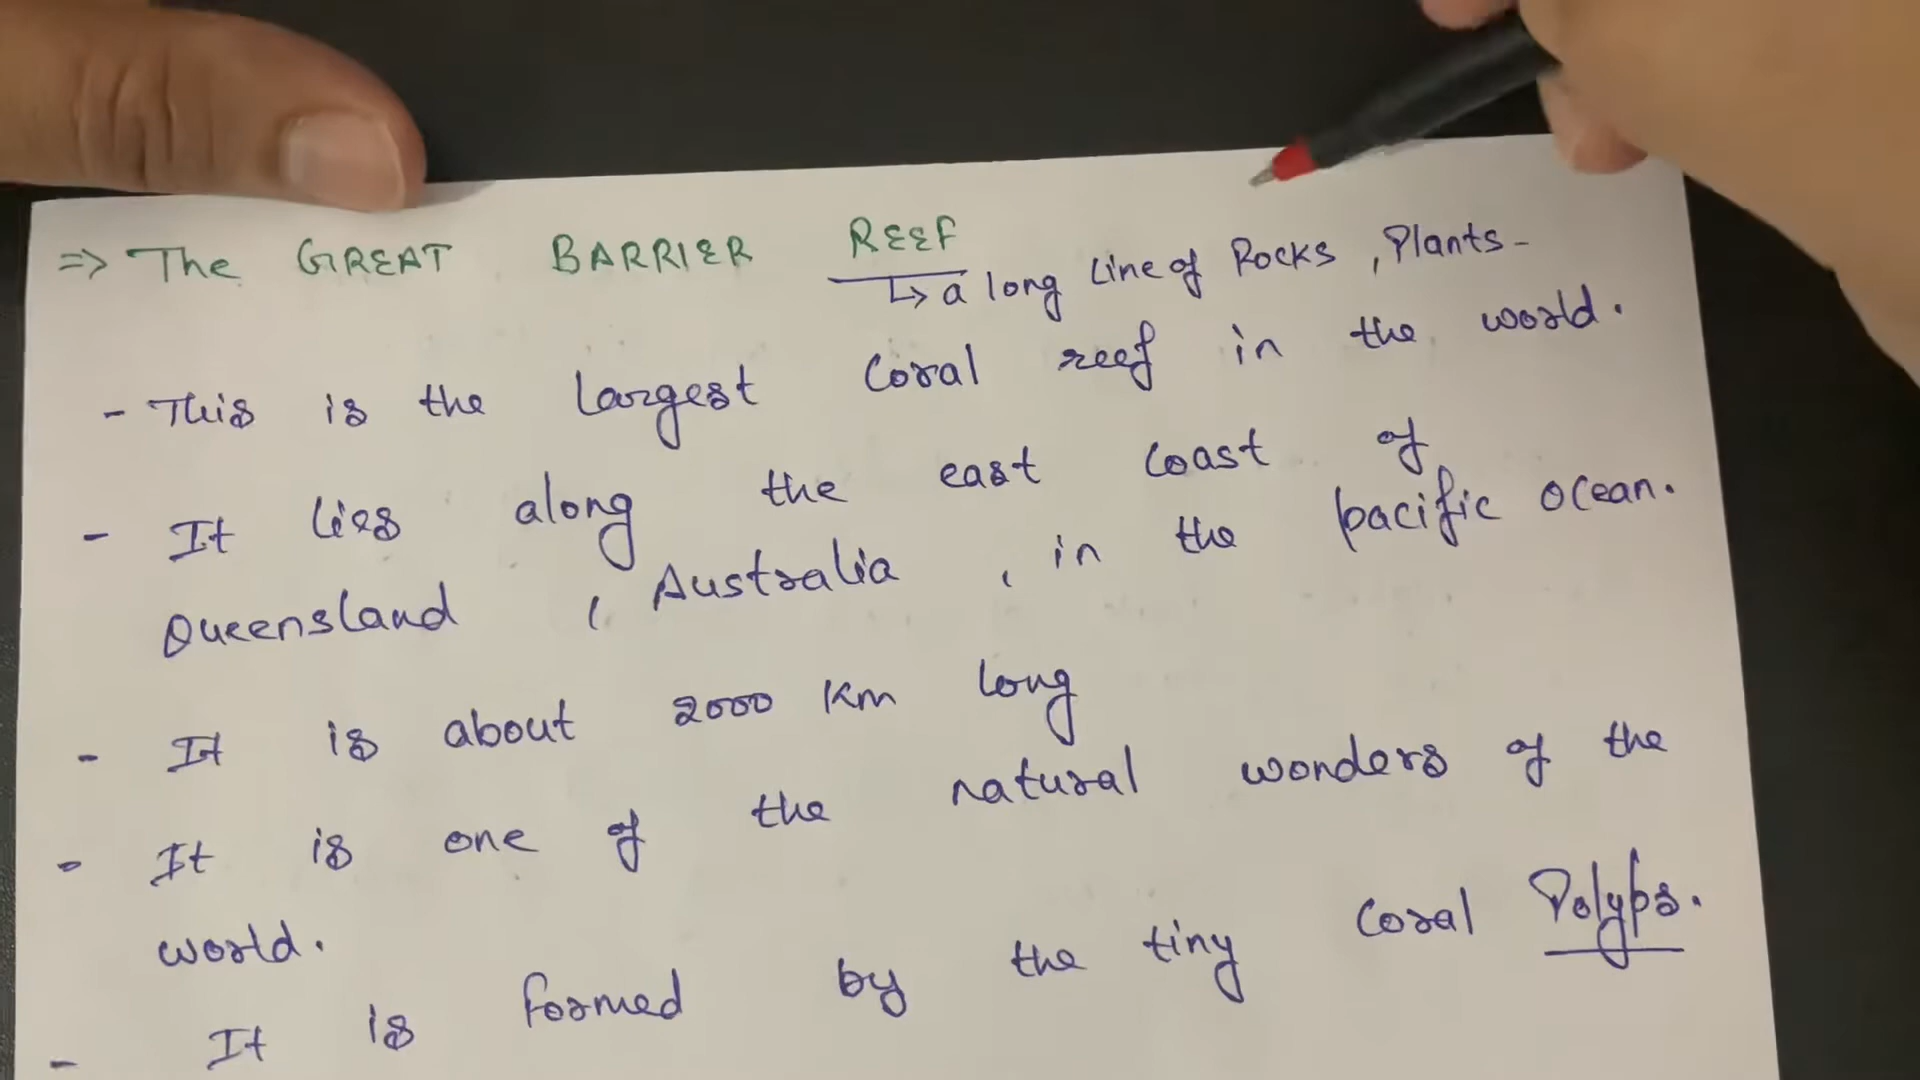 => The GREAT BARRIER REEF
↳ a long line of Rocks, Plants-
- This is the largest coral reef in the world.
- It lies along the east coast of
Queensland, Australia, in the pacific ocean.
- It is about 2000 Km long
- It is one of the natural wonders of the
world.
- It is formed by the tiny coral Polyps.